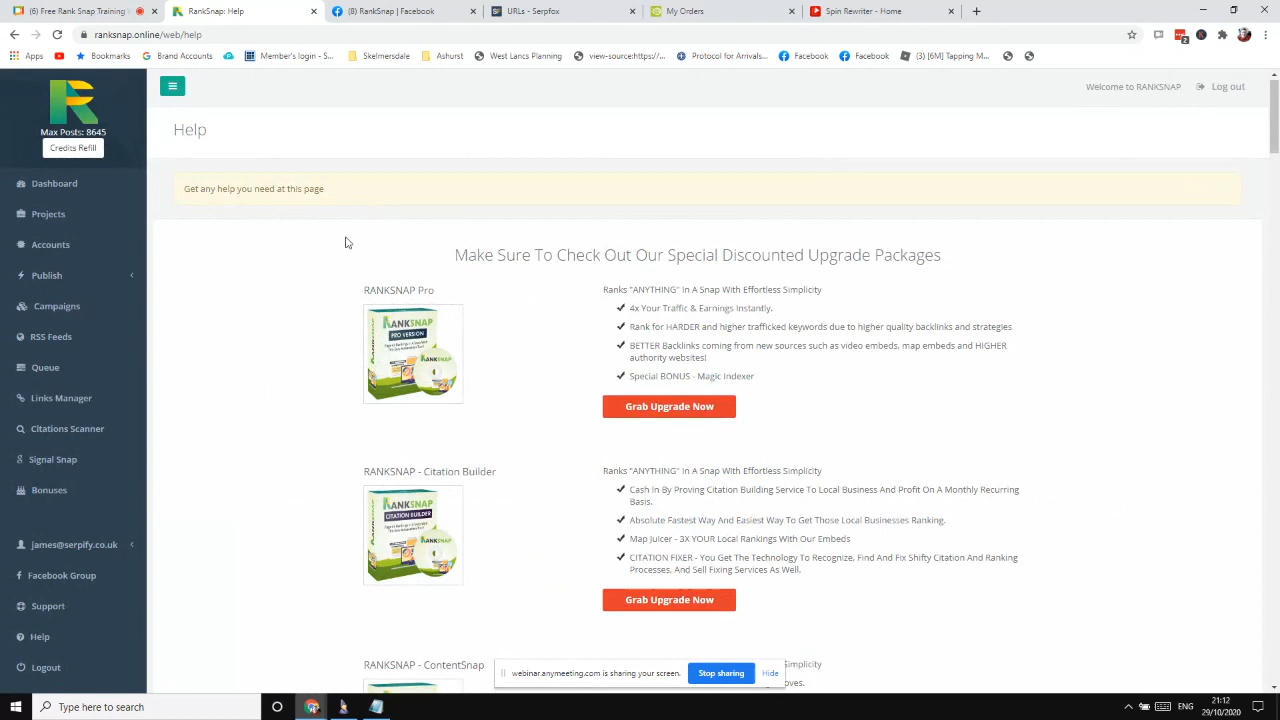 (6) Free Rank Snap Training
RankSnap: Help
(8) RankSnap | Facebook
URLs - Serpfox
My Orders
Spin Rewriter - Home
ranksnap.online/web/help
Apps
Bookmarks
Brand Accounts
Member's login - S...
Skelmersdale
Ashurst
West Lancs Planning
view-source:https://...
Protocol for Arrivals...
Facebook
Facebook
(3) [6M] Tapping M...
Max Posts: 8645
Credits Refill
Dashboard
Projects
Accounts
Publish
Campaigns
RSS Feeds
Queue
Links Manager
Citations Scanner
Signal Snap
Bonuses
james@serpify.co.uk
Facebook Group
Support
Help
Logout
Welcome to RANKSNAP
Log out
Help
Get any help you need at this page
Make Sure To Check Out Our Special Discounted Upgrade Packages
RANKSNAP Pro
RANKSNAP
PRO VERSION
RANKSNAP
Ranks "ANYTHING" In A Snap With Effortless Simplicity
4x Your Traffic & Earnings Instantly.
Rank for HARDER and higher trafficked keywords due to higher quality backlinks and strategies
BETTER Backlinks coming from new sources such as video embeds, map embeds and HIGHER
authority websites!
Special BONUS - Magic Indexer
Grab Upgrade Now
RANKSNAP - Citation Builder
RANKSNAP
CITATION BUILDER
RANKSNAP
Ranks "ANYTHING" In A Snap With Effortless Simplicity
Cash In By Proving Citation Building Service To Local Business And Profit On A Monthly Recurring
Basis.
Absolute Fastest Way And Easiest Way To Get Those Local Businesses Ranking.
Map Juicer - 3X YOUR Local Rankings With Our Embeds
CITATION FIXER - You Get The Technology To Recognize, Find And Fix Shifty Citation And Ranking
Processes, And Sell Fixing Services As Well.
Grab Upgrade Now
RANKSNAP - ContentSnap
implicity
oves.
webinar.anymeeting.com is sharing your screen.
Stop sharing
Hide
Type here to search
ENG
21:12
29/10/2020